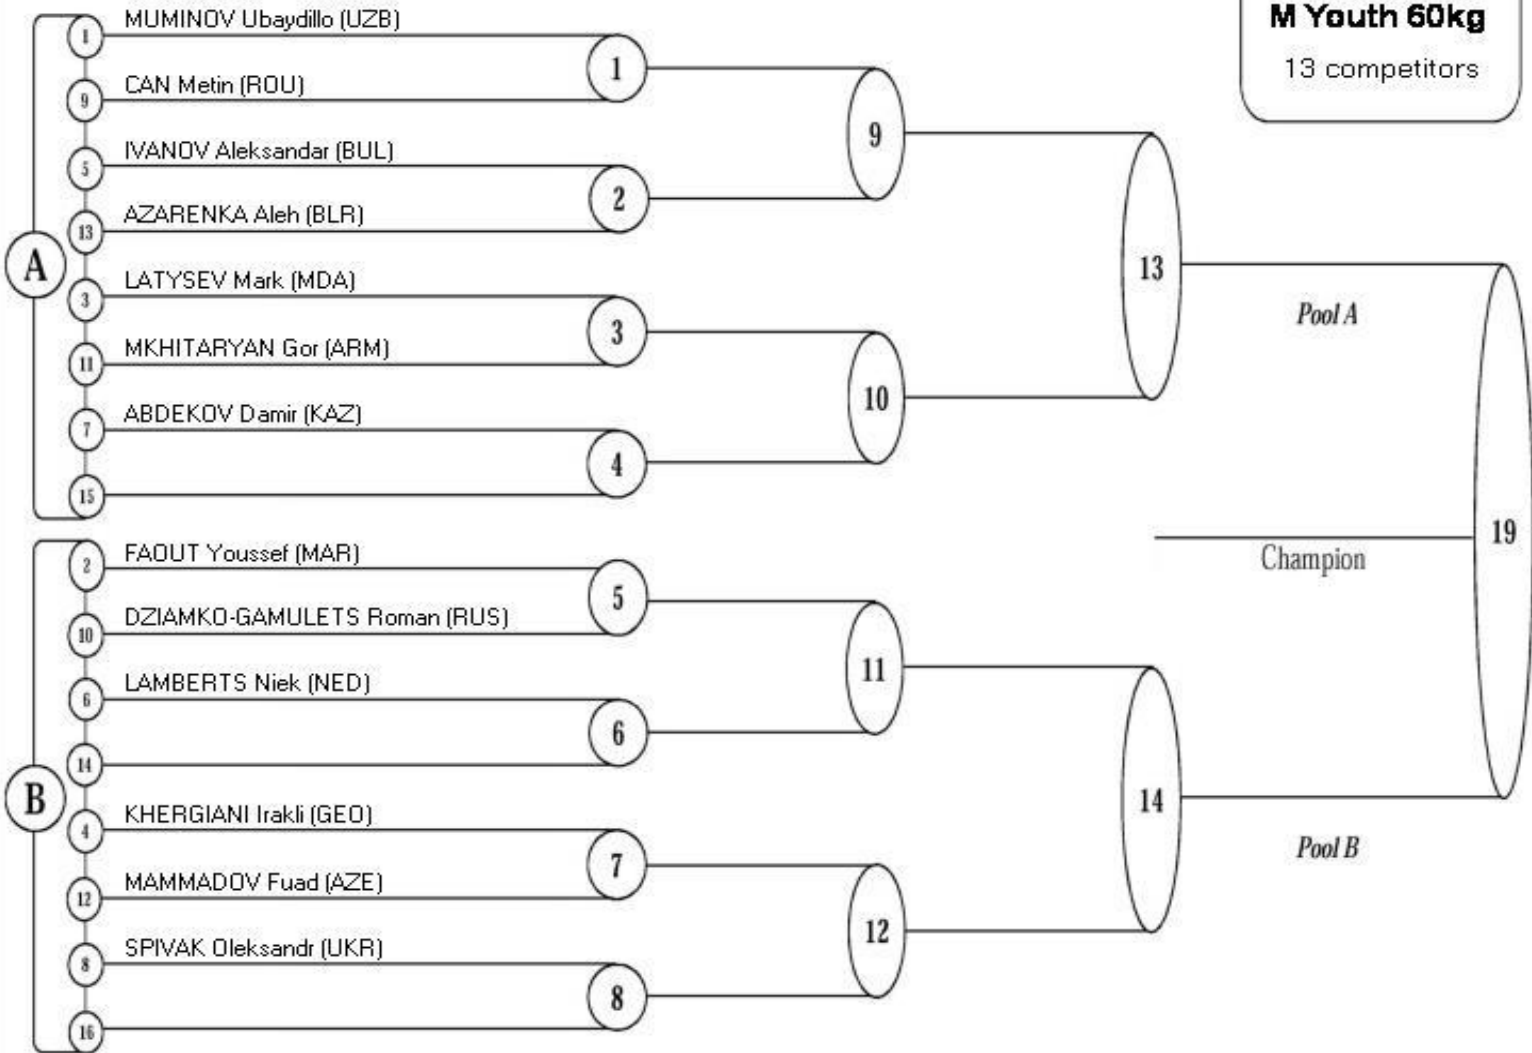 M Youth 60kg
13 competitors
A
1 MUMINOV Ubaydillo (UZB)
9 CAN Metin (ROU)
5 IVANOV Aleksandar (BUL)
13 AZARENKA Aleh (BLR)
3 LATYSEV Mark (MDA)
11 MKHITARYAN Gor (ARM)
7 ABDEKOV Damir (KAZ)
15
B
2 FAOUT Youssef (MAR)
10 DZIAMKO-GAMULETS Roman (RUS)
6 LAMBERTS Niek (NED)
14
4 KHERGIANI Irakli (GEO)
12 MAMMADOV Fuad (AZE)
8 SPIVAK Oleksandr (UKR)
16
1
2
3
4
5
6
7
8
9
10
11
12
13
14
Pool A
Champion
Pool B
19